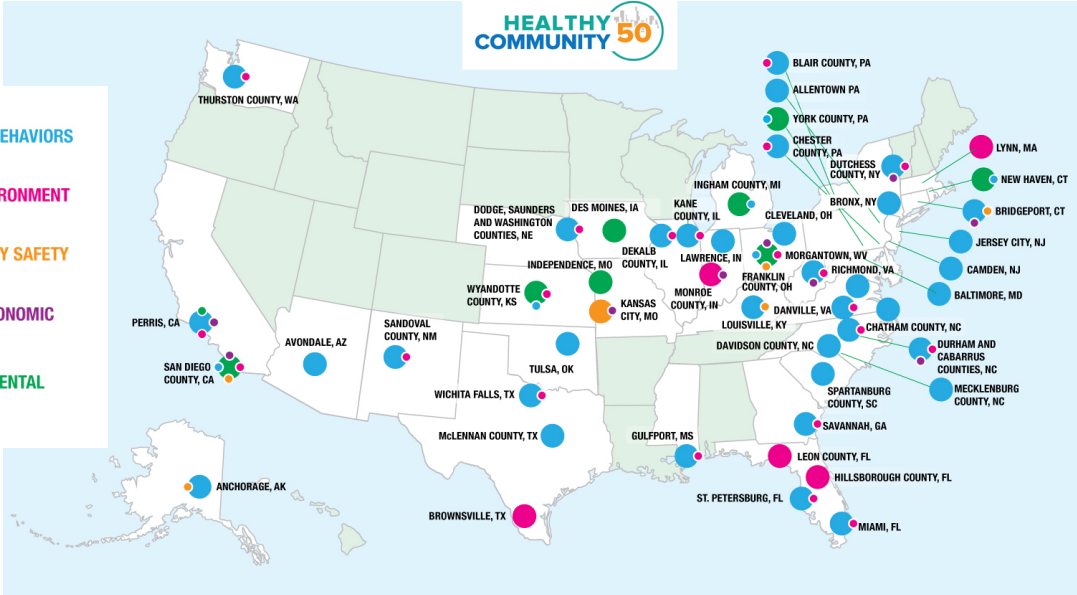 HEALTHY
COMMUNITY 50
EHAVIORS
RONMENT
Y SAFETY
ONOMIC
ENTAL
THURSTON COUNTY, WA
BLAIR COUNTY, PA
ALLENTOWN PA
YORK COUNTY, PA
CHESTER
COUNTY, PA
DUTCHESS
COUNTY, NY
LYNN, MA
NEW HAVEN, CT
BRONX, NY
BRIDGEPORT, CT
JERSEY CITY, NJ
CAMDEN, NJ
BALTIMORE, MD
INGHAM COUNTY, MI
KANE
COUNTY, IL
CLEVELAND, OH
DODGE, SAUNDERS
AND WASHINGTON
COUNTIES, NE
DES MOINES, IA
DEKALB
COUNTY, IL
LAWRENCE, IN
MORGANTOWN, WV
INDEPENDENCE, MO
RICHMOND, VA
FRANKLIN
COUNTY, OH
MONROE
COUNTY, IN
WYANDOTTE
COUNTY, KS
KANSAS
CITY, MO
LOUISVILLE, KY
DANVILLE, VA
PERRIS, CA
SANDOVAL
COUNTY, NM
AVONDALE, AZ
CHATHAM COUNTY, NC
DAVIDSON COUNTY, NC
DURHAM AND
CABARRUS
COUNTIES, NC
SAN DIEGO
COUNTY, CA
TULSA, OK
MECKLENBURG
COUNTY, NC
WICHITA FALLS, TX
SPARTANBURG
COUNTY, SC
McLENNAN COUNTY, TX
GULFPORT, MS
SAVANNAH, GA
LEON COUNTY, FL
HILLSBOROUGH COUNTY, FL
ANCHORAGE, AK
ST. PETERSBURG, FL
BROWNSVILLE, TX
MIAMI, FL